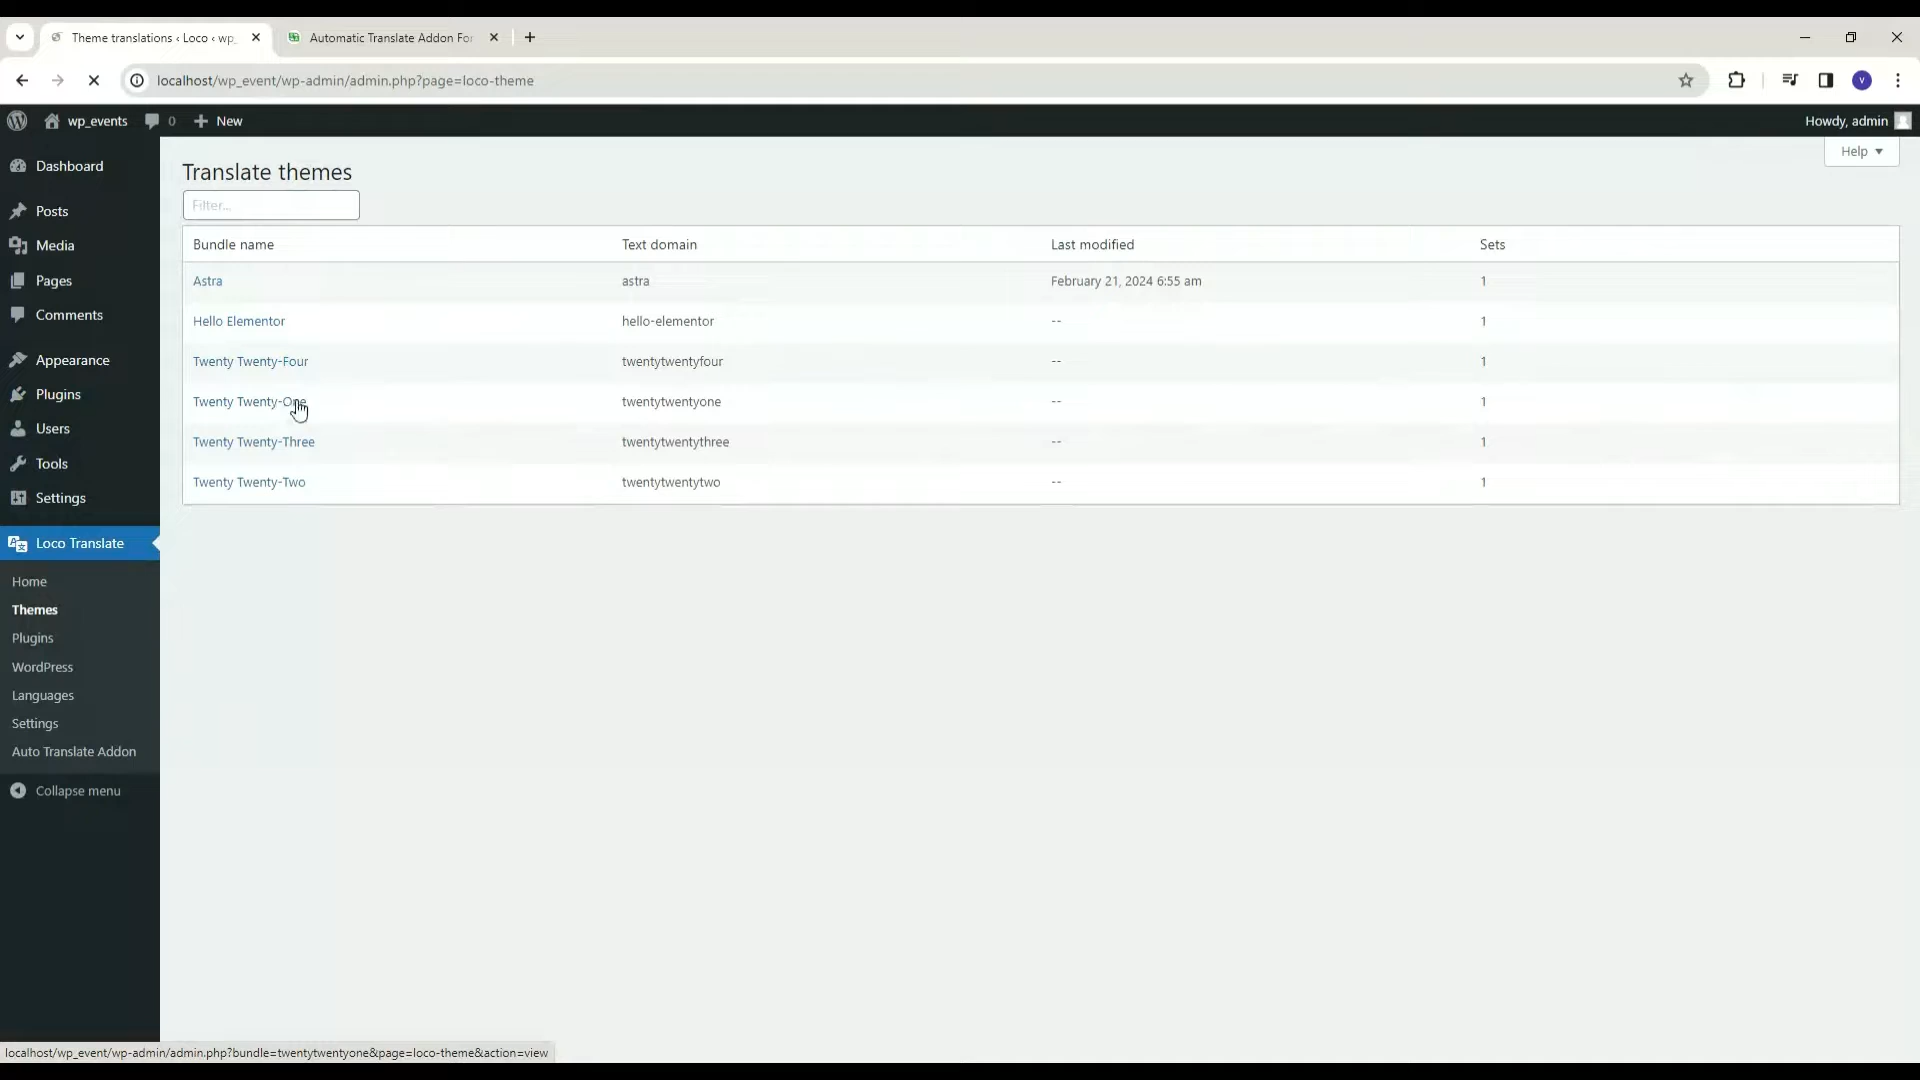 Theme translations ‹ Loco ‹ wp_
Automatic Translate Addon For
localhost/wp_event/wp-admin/admin.php?page=loco-theme
V
wp_events 0 New Howdy, admin
Help
Dashboard
Posts
Media
Pages
Comments
Appearance
Plugins
Users
Tools
Settings
Loco Translate
Home
Themes
Plugins
WordPress
Languages
Settings
Auto Translate Addon
Collapse menu
Translate themes
Filter...
Bundle name Text domain Last modified Sets
Astra astra February 21, 2024 6:55 am 1
Hello Elementor hello-elementor -- 1
Twenty Twenty-Four twentytwentyfour -- 1
Twenty Twenty-One twentytwentyone -- 1
Twenty Twenty-Three twentytwentythree -- 1
Twenty Twenty-Two twentytwentytwo -- 1
localhost/wp_event/wp-admin/admin.php?bundle=twentytwentyone&page=loco-theme&action=view